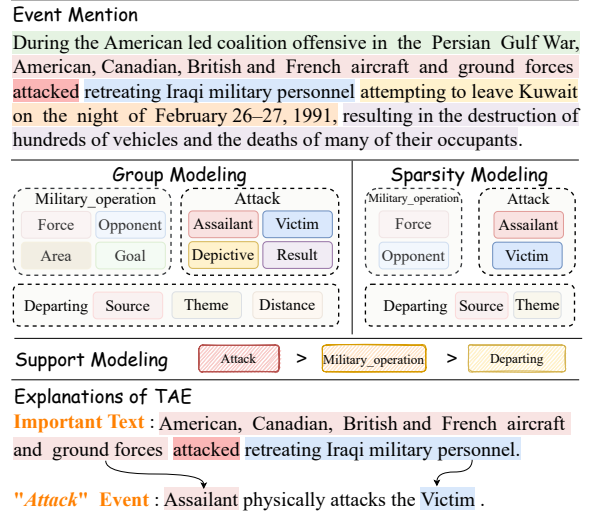 Event Mention
During the American led coalition offensive in the Persian Gulf War,
American, Canadian, British and French aircraft and ground forces
attacked retreating Iraqi military personnel attempting to leave Kuwait
on the night of February 26–27, 1991, resulting in the destruction of
hundreds of vehicles and the deaths of many of their occupants.
Group Modeling
Military_operation
Force Opponent
Area Goal
Attack
Assailant Victim
Depictive Result
Departing Source Theme Distance
Sparsity Modeling
Military_operation
Force
Opponent
Attack
Assailant
Victim
Departing Source Theme
Support Modeling Attack > Military_operation > Departing
Explanations of TAE
Important Text : American, Canadian, British and French aircraft
and ground forces attacked retreating Iraqi military personnel.
"Attack" Event : Assailant physically attacks the Victim .